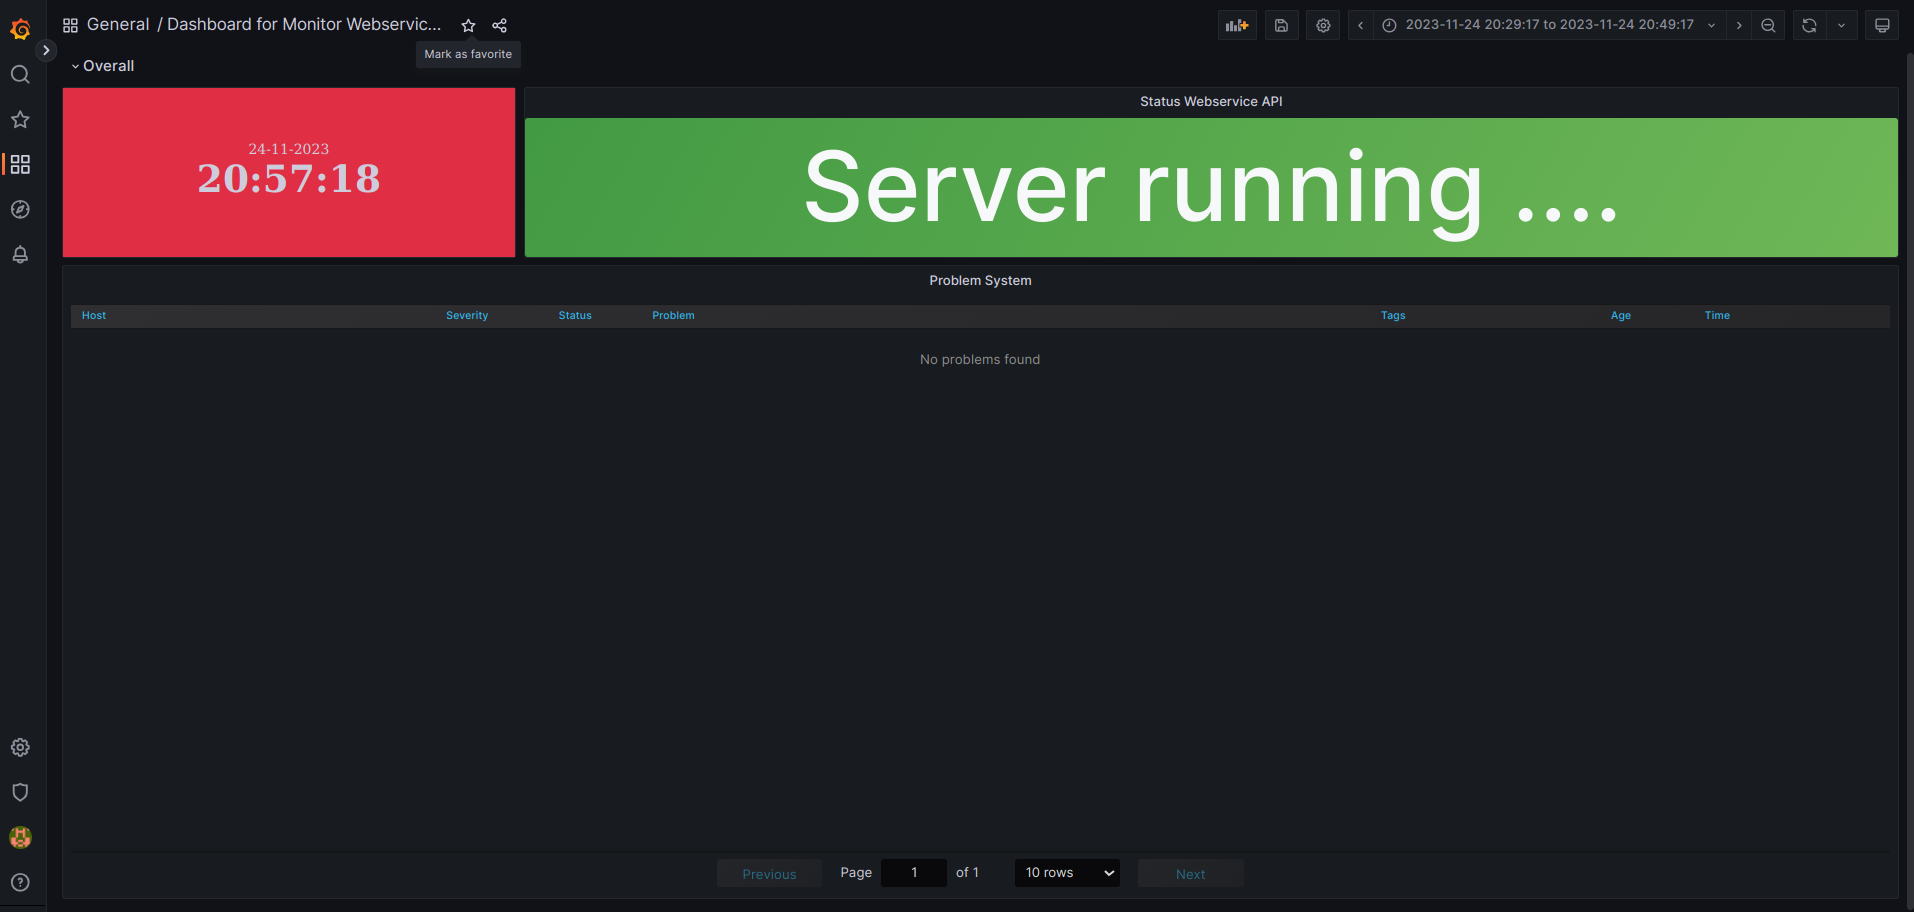 General / Dashboard for Monitor Webservic...
2023-11-24 20:29:17 to 2023-11-24 20:49:17
Mark as favorite
Overall
24-11-2023
20:57:18
Status Webservice API
Server running ....
Problem System
Host Severity Status Problem Tags Age Time
No problems found
Previous Page 1 of 1 10 rows Next